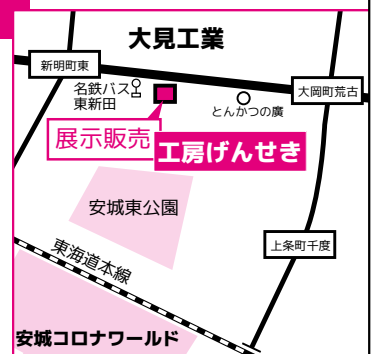 大見工業
新明町東
名鉄バス
東新田
大岡町荒古
とんかつの廣
展示販売
工房げんせき
安城東公園
上条町千度
東海道本線
安城コロナワールド